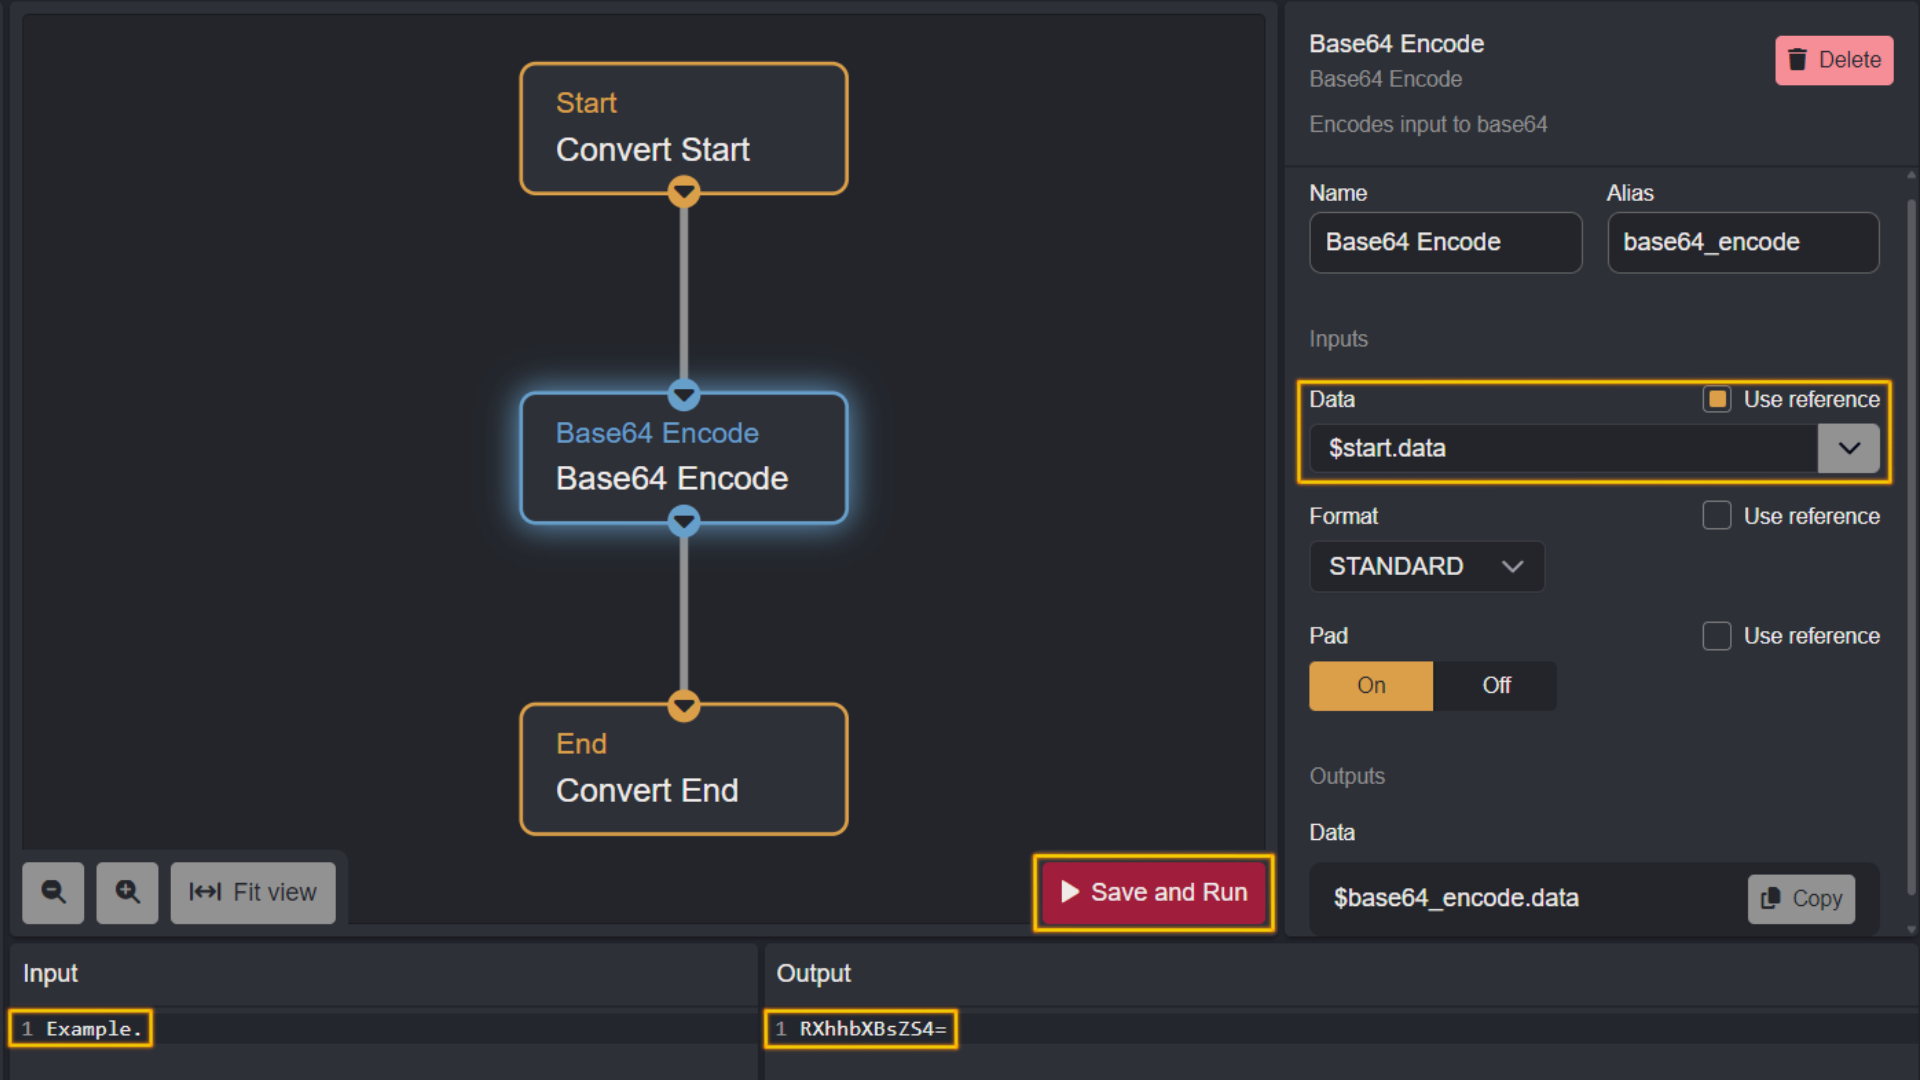 Start
Convert Start
Base64 Encode
Base64 Encode
End
Convert End
Fit view
Save and Run
Base64 Encode
Base64 Encode
Encodes input to base64
Delete
Name
Alias
Base64 Encode
base64_encode
Inputs
Data
Use reference
$start.data
Format
Use reference
STANDARD
Pad
Use reference
On
Off
Outputs
Data
$base64_encode.data
Copy
Input
1 Example.
Output
1 RXhhbXBsZS4=